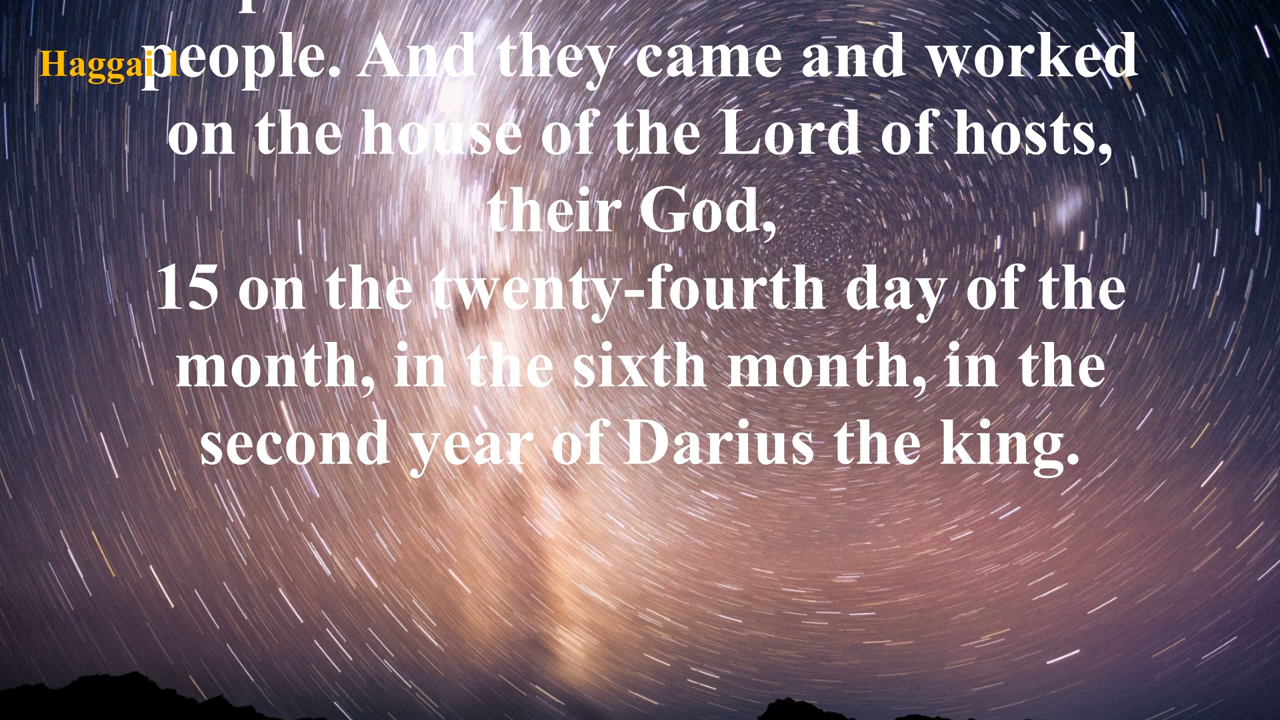 Haggai 1
people. And they came and worked
on the house of the Lord of hosts,
their God,
15 on the twenty-fourth day of the
month, in the sixth month, in the
second year of Darius the king.